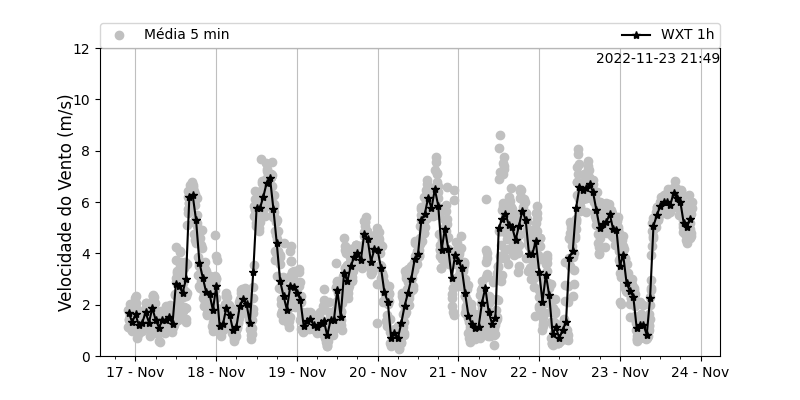 Média 5 min
WXT 1h
2022-11-23 21:49
Velocidade do Vento (m/s)
12
10
8
6
4
2
0
17 - Nov
18 - Nov
19 - Nov
20 - Nov
21 - Nov
22 - Nov
23 - Nov
24 - Nov